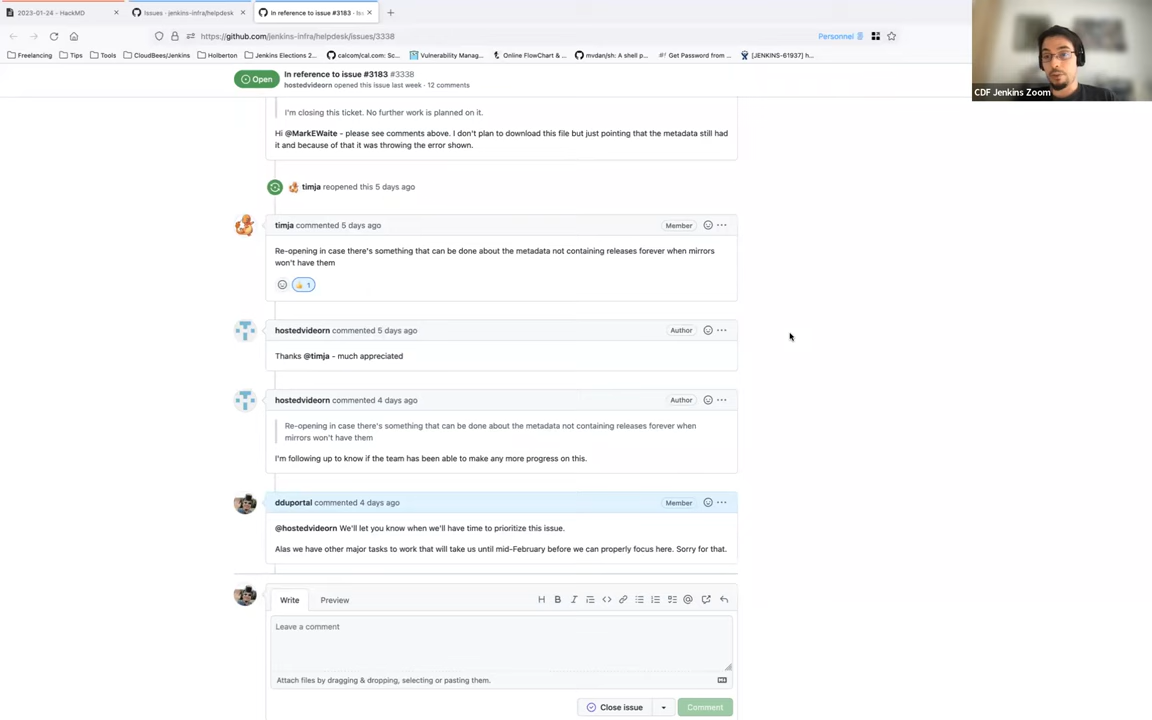 2023-01-24 - HackMD
Issues · jenkins-infra/helpdesk
In reference to issue #3183 · Iss
https://github.com/jenkins-infra/helpdesk/issues/3338
Personnel
Freelancing
Tips
Tools
CloudBees/Jenkins
Holberton
Jenkins Elections 2...
calcom/cal.com: Sc...
Vulnerability Manag...
Online FlowChart & ...
mvdan/sh: A shell p...
Get Password from ...
[JENKINS-61937] h...
CDF Jenkins Zoom
Open
In reference to issue #3183 #3338
hostedvideorn opened this issue last week · 12 comments
I'm closing this ticket. No further work is planned on it.
Hi @MarkEWaite - please see comments above. I don't plan to download this file but just pointing that the metadata still had
it and because of that it was throwing the error shown.
timja reopened this 5 days ago
timja commented 5 days ago
Member
Re-opening in case there's something that can be done about the metadata not containing releases forever when mirrors
won't have them
1
hostedvideorn commented 5 days ago
Author
Thanks @timja - much appreciated
hostedvideorn commented 4 days ago
Author
Re-opening in case there's something that can be done about the metadata not containing releases forever when
mirrors won't have them
I'm following up to know if the team has been able to make any more progress on this.
dduportal commented 4 days ago
Member
@hostedvideorn We'll let you know when we'll have time to prioritize this issue.
Alas we have other major tasks to work that will take us until mid-February before we can properly focus here. Sorry for that.
Write
Preview
Leave a comment
Attach files by dragging & dropping, selecting or pasting them.
Close issue
Comment